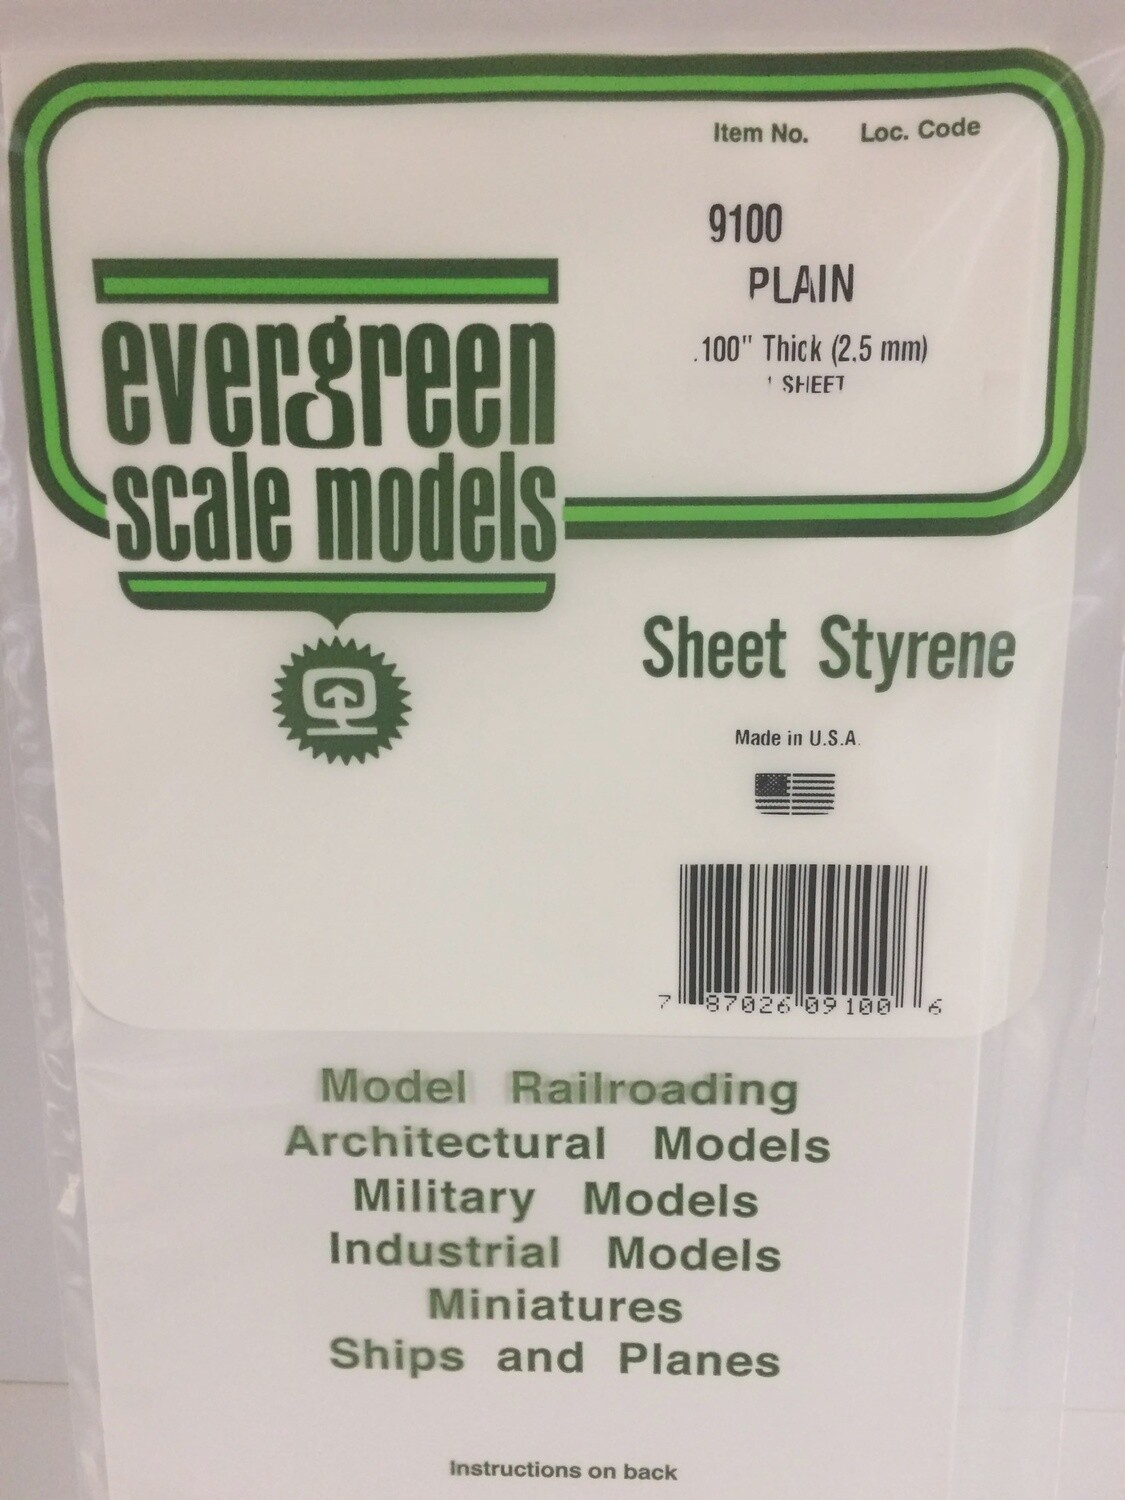 Item No. Loc. Code
9100
PLAIN
.100" Thick (2.5 mm)
1 SHEET
evergreen
scale models
Sheet Styrene
Made in U.S.A.
7 87026 09100 6
Model Railroading
Architectural Models
Military Models
Industrial Models
Miniatures
Ships and Planes
Instructions on back